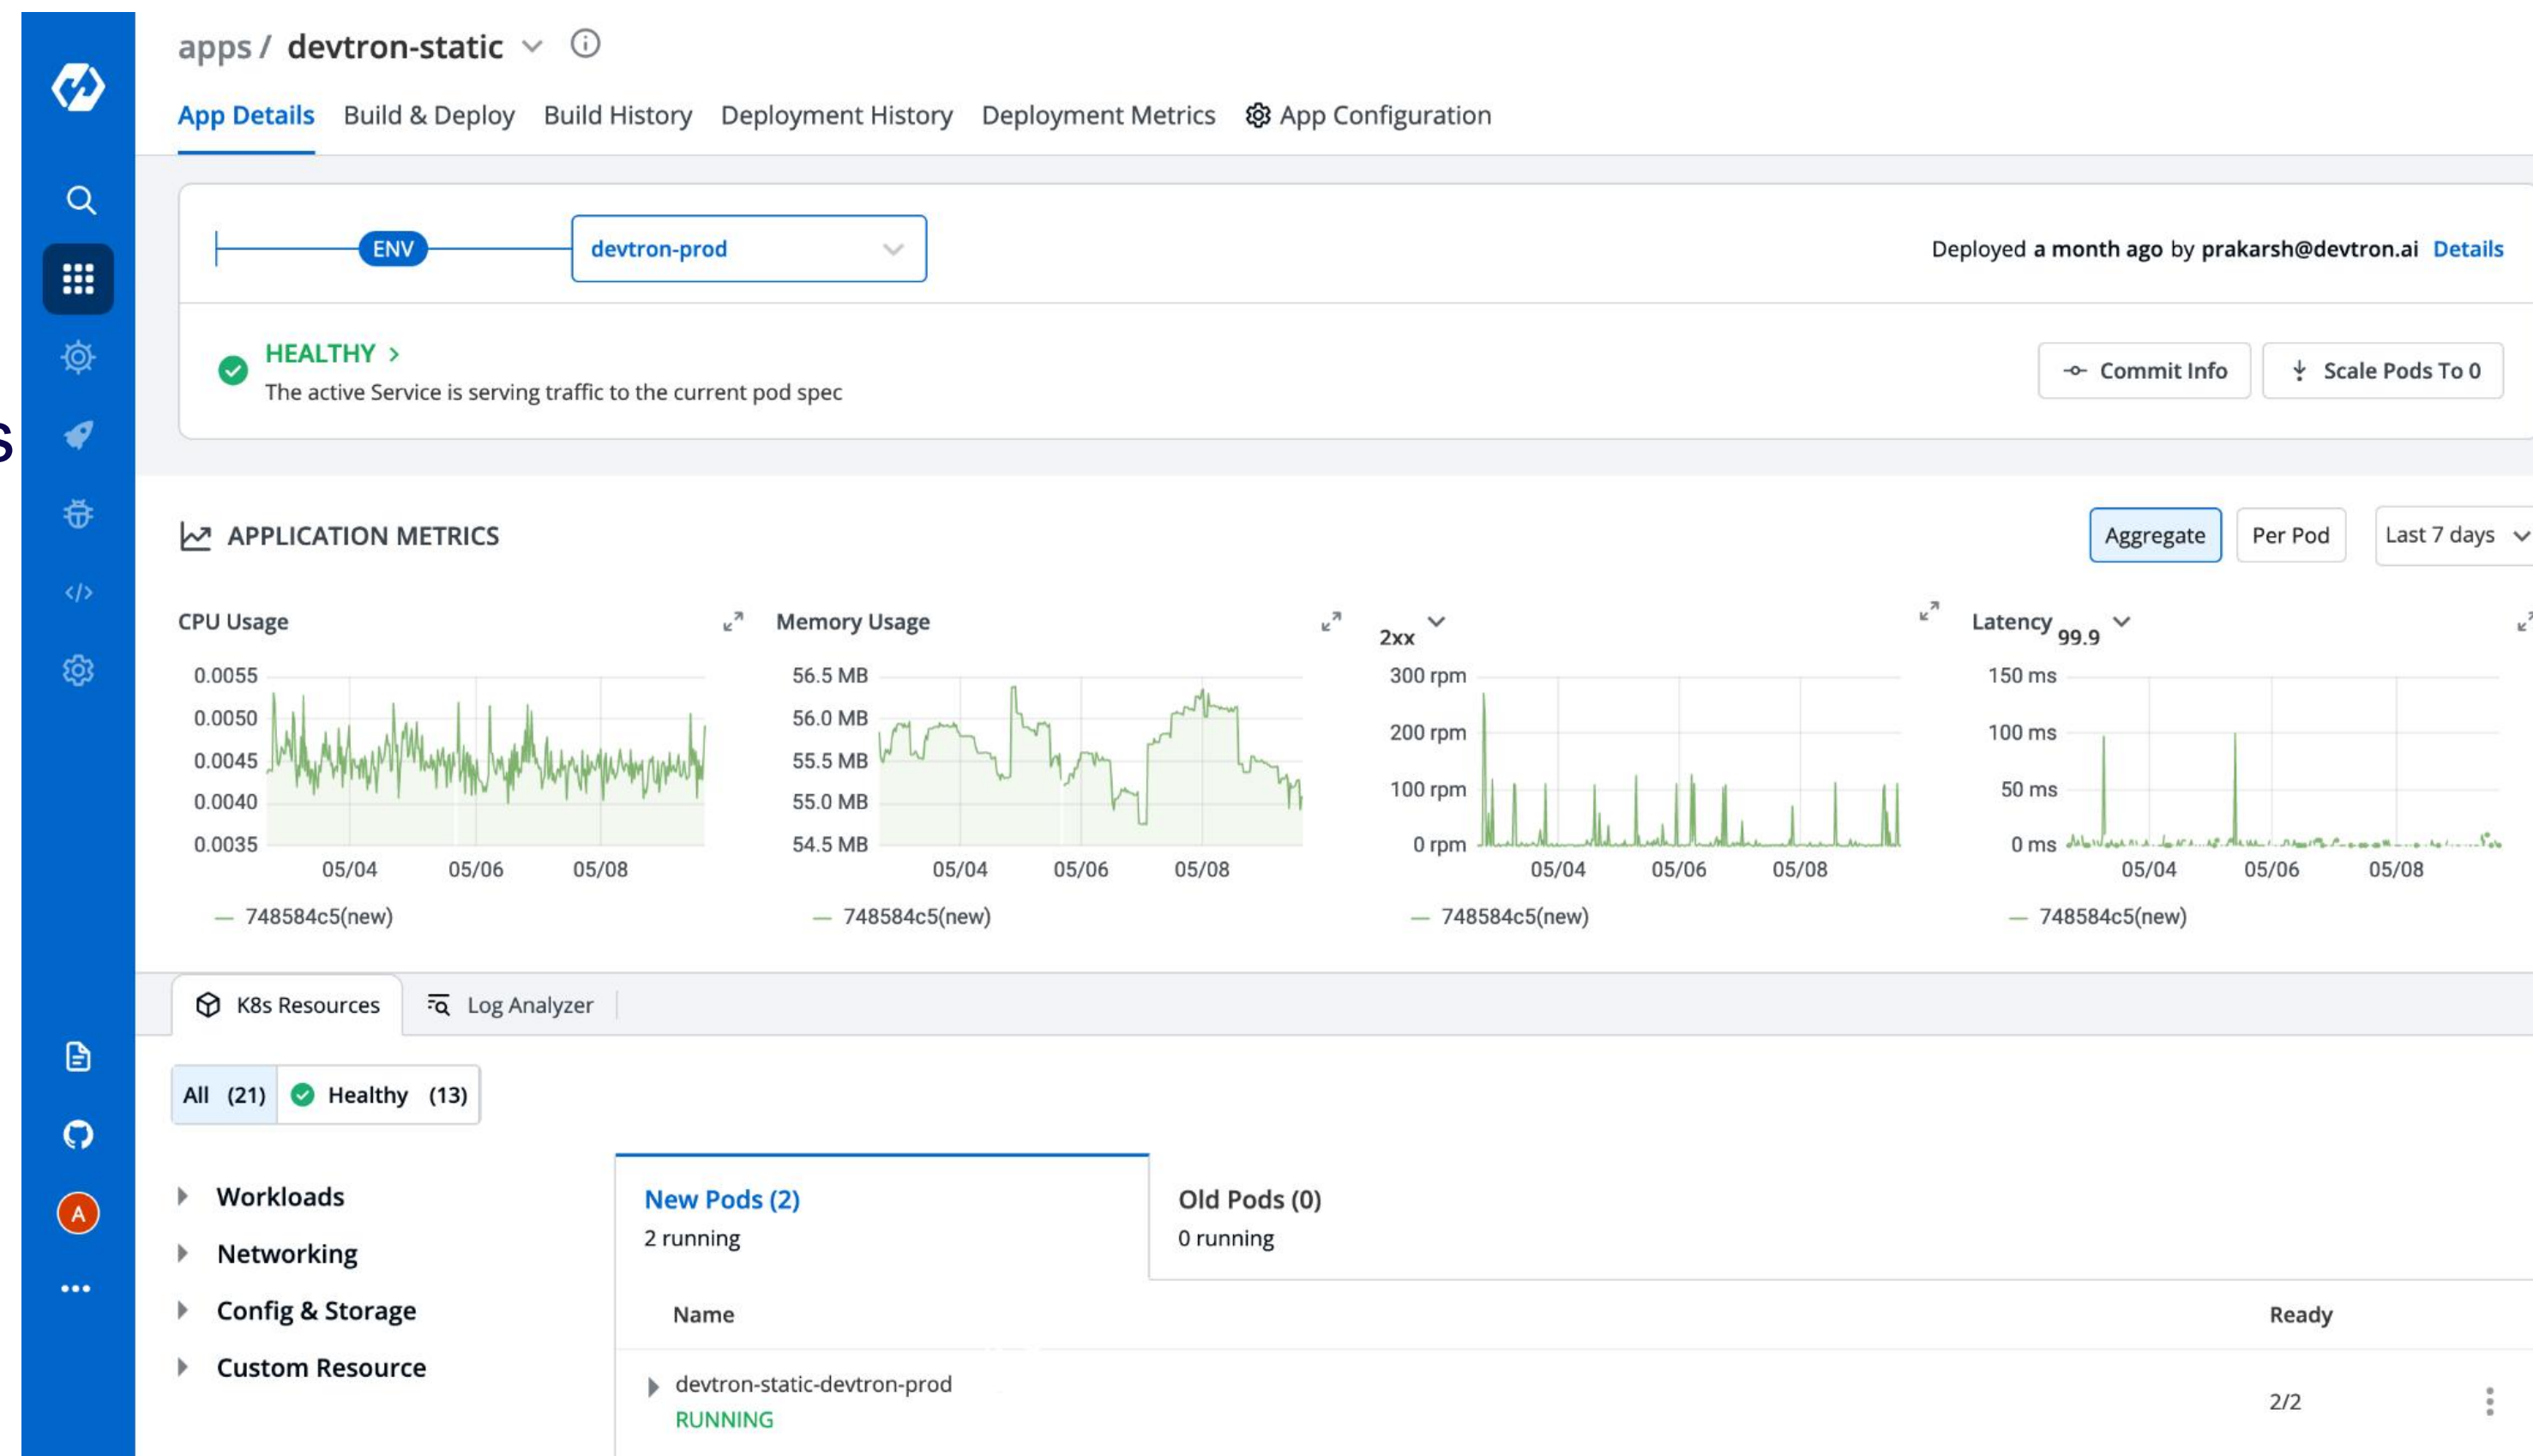 apps / devtron-static
App Details Build & Deploy Build History Deployment History Deployment Metrics App Configuration
ENV devtron-prod Deployed a month ago by prakarsh@devtron.ai Details
HEALTHY >
The active Service is serving traffic to the current pod spec
Commit Info Scale Pods To 0
s
APPLICATION METRICS Aggregate Per Pod Last 7 days
CPU Usage
0.0055
0.0050
0.0045
0.0040
0.0035
05/04 05/06 05/08
748584c5(new)
Memory Usage
56.5 MB
56.0 MB
55.5 MB
55.0 MB
54.5 MB
05/04 05/06 05/08
748584c5(new)
2xx
300 rpm
200 rpm
100 rpm
0 rpm
05/04 05/06 05/08
748584c5(new)
Latency 99.9
150 ms
100 ms
50 ms
0 ms
05/04 05/06 05/08
748584c5(new)
K8s Resources Log Analyzer
All (21) Healthy (13)
Workloads
Networking
Config & Storage
Custom Resource
A
New Pods (2)
2 running
Old Pods (0)
0 running
Name Ready
devtron-static-devtron-prod 2/2
RUNNING